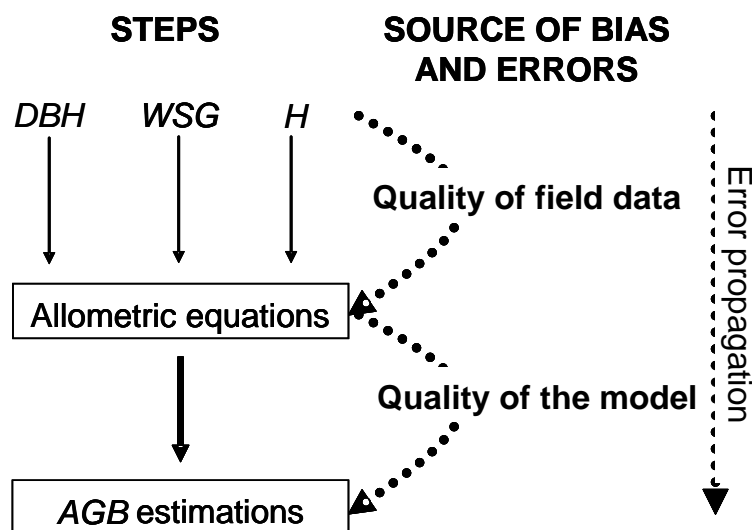 STEPS
SOURCE OF BIAS
AND ERRORS
DBH WSG H
Quality of field data
Allometric equations
Quality of the model
AGB estimations
Error propagation